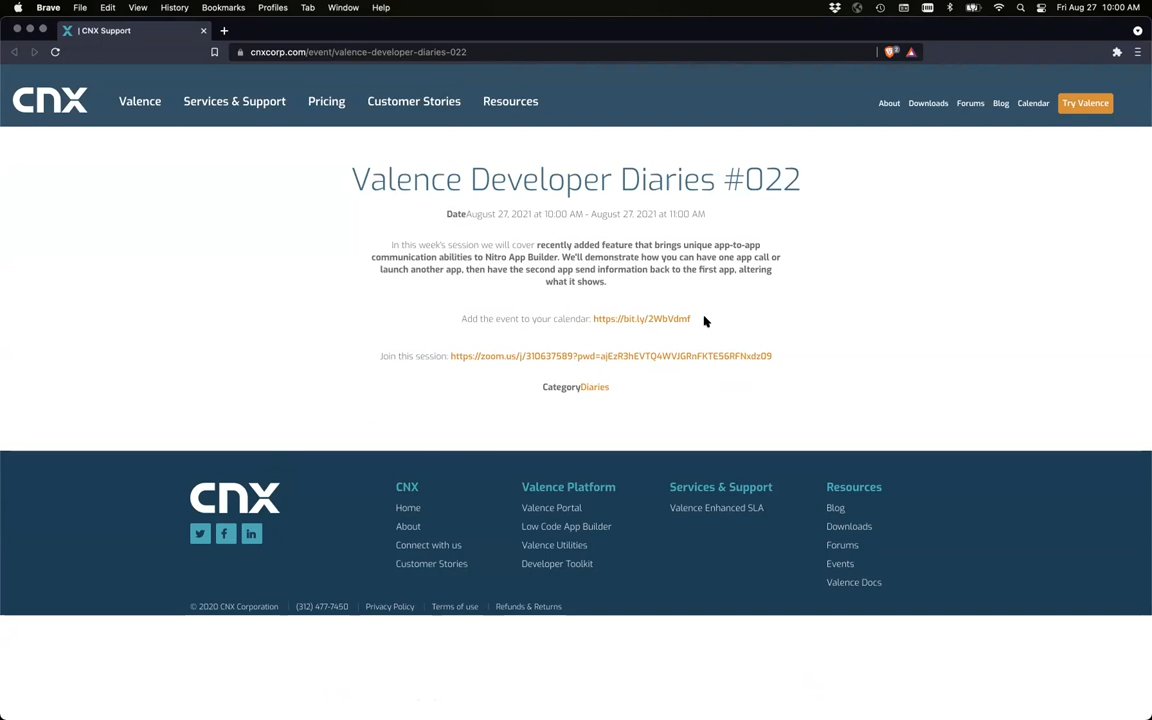 Brave File Edit View History Bookmarks Profiles Tab Window Help Fri Aug 27 10:00 AM
| CNX Support
cnxcorp.com/event/valence-developer-diaries-022
2
CNX Valence Services & Support Pricing Customer Stories Resources About Downloads Forums Blog Calendar Try Valence
Valence Developer Diaries #022
DateAugust 27, 2021 at 10:00 AM - August 27, 2021 at 11:00 AM
In this week's session we will cover recently added feature that brings unique app-to-app
communication abilities to Nitro App Builder. We'll demonstrate how you can have one app call or
launch another app, then have the second app send information back to the first app, altering
what it shows.
Add the event to your calendar: https://bit.ly/2WbVdmf
Join this session: https://zoom.us/j/310637589?pwd=ajEzR3hEVTQ4WVJGRnFKTE56RFNxdz09
CategoryDiaries
CNX
CNX
Home
About
Connect with us
Customer Stories
Valence Platform
Valence Portal
Low Code App Builder
Valence Utilities
Developer Toolkit
Services & Support
Valence Enhanced SLA
Resources
Blog
Downloads
Forums
Events
Valence Docs
© 2020 CNX Corporation (312) 477-7450 Privacy Policy Terms of use Refunds & Returns